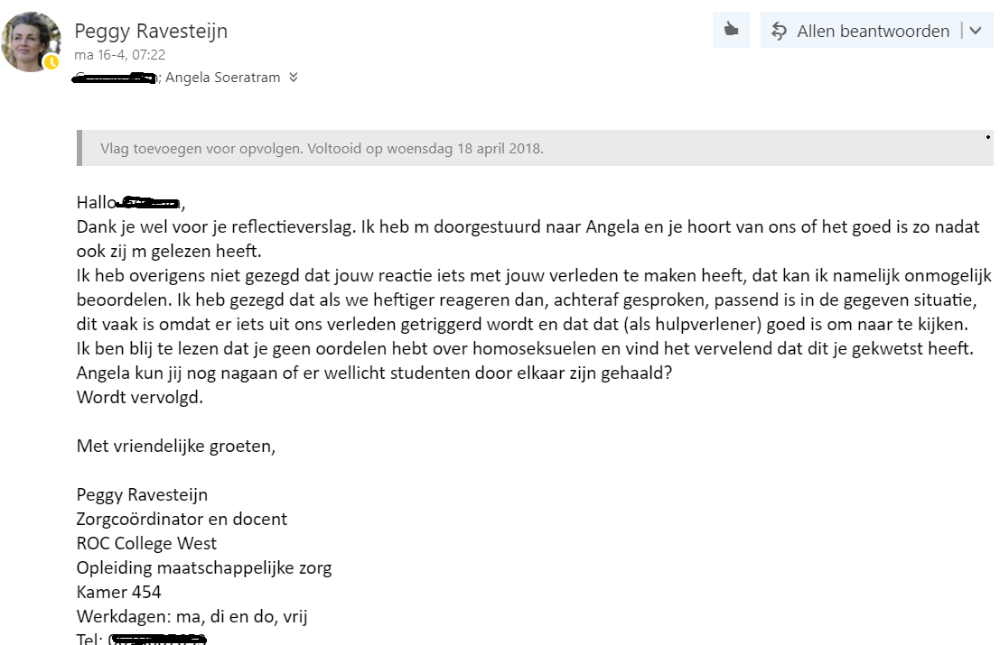 Peggy Ravesteijn
Allen beantwoorden
ma 16-4, 07:22
; Angela Soeratram
Vlag toevoegen voor opvolgen. Voltooid op woensdag 18 april 2018.
Hallo ,
Dank je wel voor je reflectieverslag. Ik heb m doorgestuurd naar Angela en je hoort van ons of het goed is zo nadat
ook zij m gelezen heeft.
Ik heb overigens niet gezegd dat jouw reactie iets met jouw verleden te maken heeft, dat kan ik namelijk onmogelijk
beoordelen. Ik heb gezegd dat als we heftiger reageren dan, achteraf gesproken, passend is in de gegeven situatie,
dit vaak is omdat er iets uit ons verleden getriggerd wordt en dat dat (als hulpverlener) goed is om naar te kijken.
Ik ben blij te lezen dat je geen oordelen hebt over homoseksuelen en vind het vervelend dat dit je gekwetst heeft.
Angela kun jij nog nagaan of er wellicht studenten door elkaar zijn gehaald?
Wordt vervolgd.
Met vriendelijke groeten,
Peggy Ravesteijn
Zorgcoördinator en docent
ROC College West
Opleiding maatschappelijke zorg
Kamer 454
Werkdagen: ma, di en do, vrij
Tel: